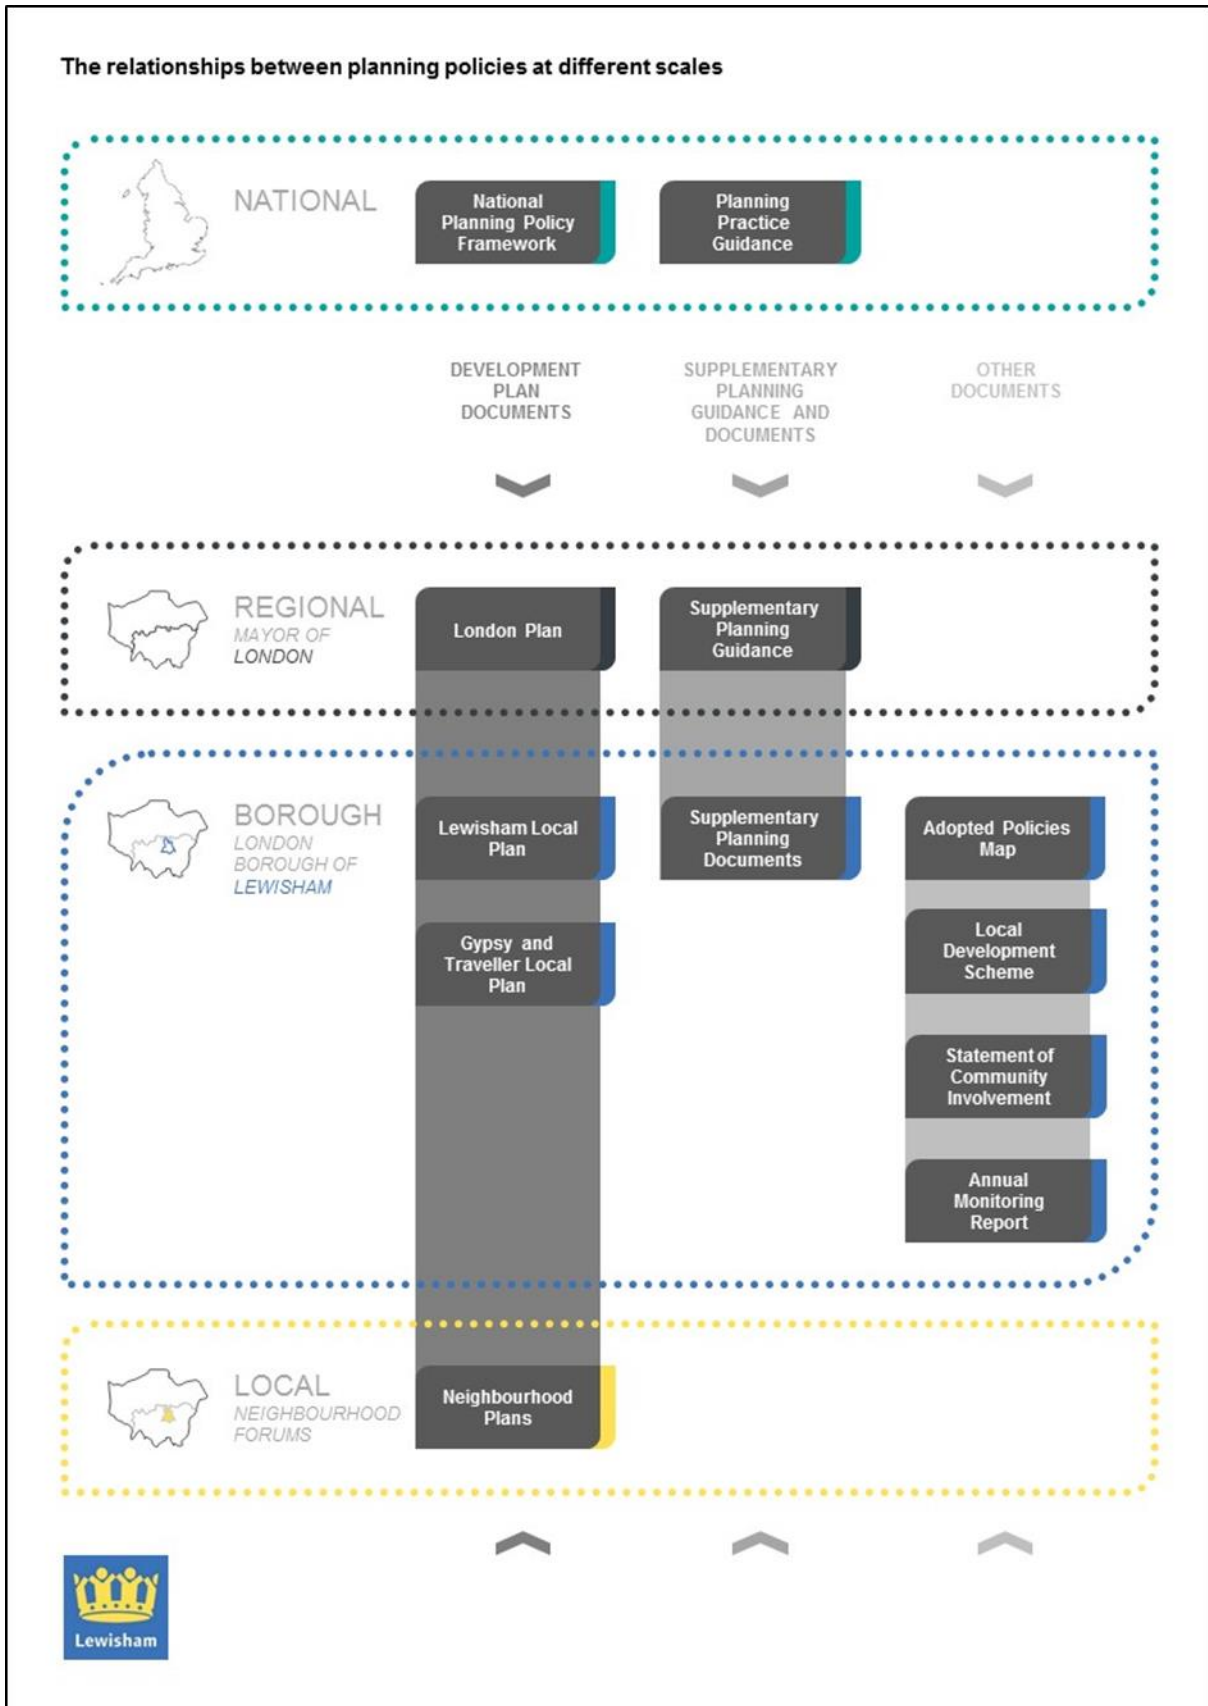 The relationships between planning policies at different scales
NATIONAL
National
Planning Policy
Framework
Planning
Practice
Guidance
DEVELOPMENT
PLAN
DOCUMENTS
SUPPLEMENTARY
PLANNING
GUIDANCE AND
DOCUMENTS
OTHER
DOCUMENTS
REGIONAL
MAYOR OF
LONDON
London Plan
Supplementary
Planning
Guidance
BOROUGH
LONDON
BOROUGH OF
LEWISHAM
Lewisham Local
Plan
Supplementary
Planning
Documents
Adopted Policies
Map
Gypsy and
Traveller Local
Plan
Local
Development
Scheme
Statement of
Community
Involvement
Annual
Monitoring
Report
LOCAL
NEIGHBOURHOOD
FORUMS
Neighbourhood
Plans
Lewisham